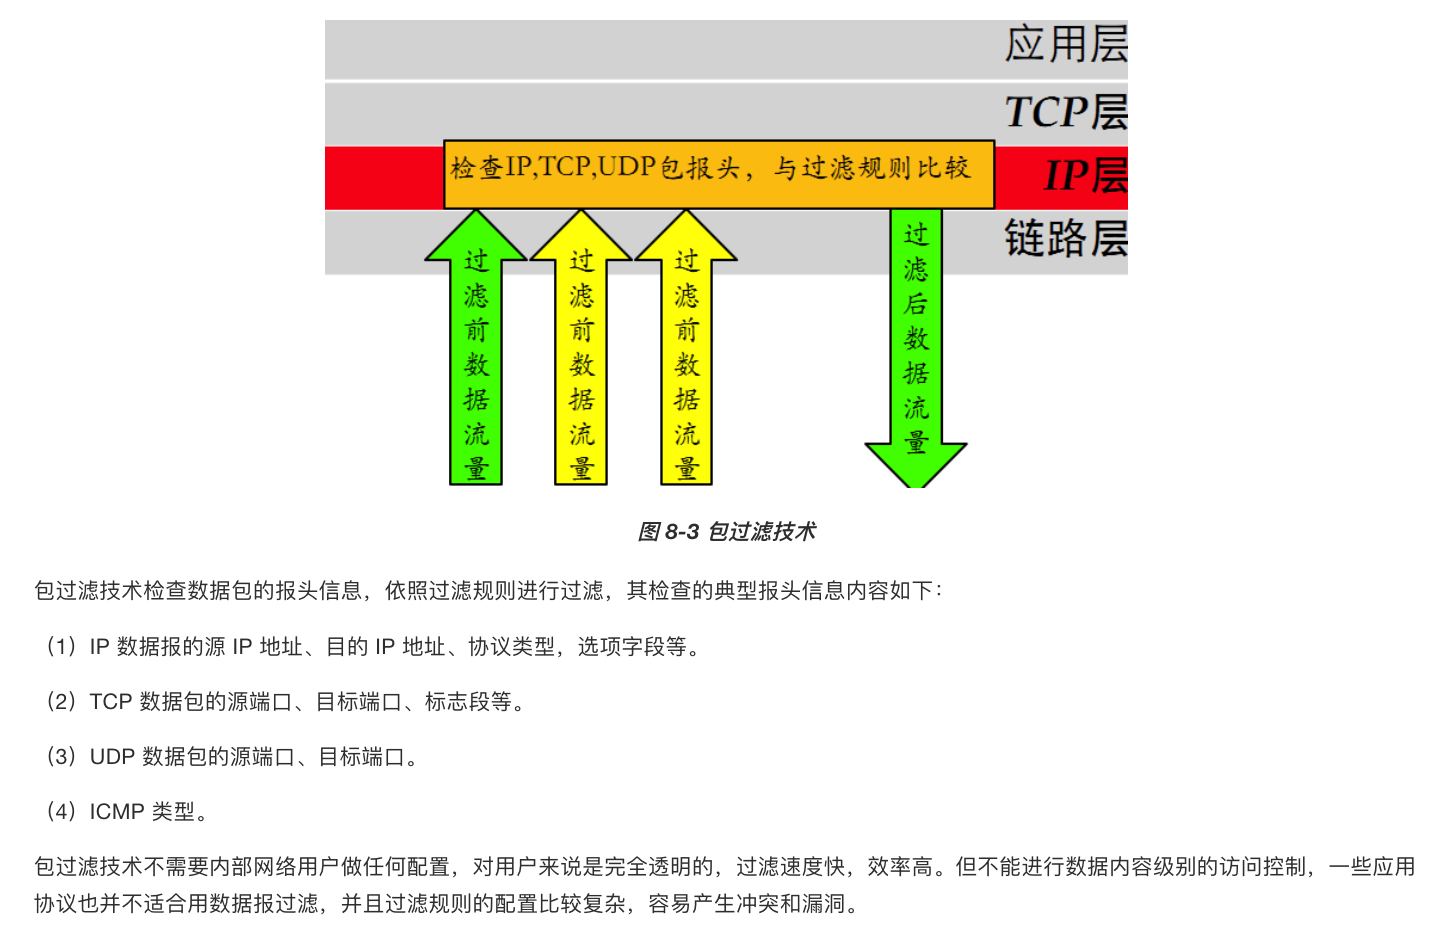 应用层
TCP层
检查IP,TCP,UDP包报头，与过滤规则比较
IP层
链路层
过滤前数据流量
过滤前数据流量
过滤前数据流量
过滤后数据流量
图 8-3 包过滤技术
包过滤技术检查数据包的报头信息，依照过滤规则进行过滤，其检查的典型报头信息内容如下：
（1）IP 数据报的源 IP 地址、目的 IP 地址、协议类型，选项字段等。
（2）TCP 数据包的源端口、目标端口、标志段等。
（3）UDP 数据包的源端口、目标端口。
（4）ICMP 类型。
包过滤技术不需要内部网络用户做任何配置，对用户来说是完全透明的，过滤速度快，效率高。但不能进行数据内容级别的访问控制，一些应用
协议也并不适合用数据报过滤，并且过滤规则的配置比较复杂，容易产生冲突和漏洞。